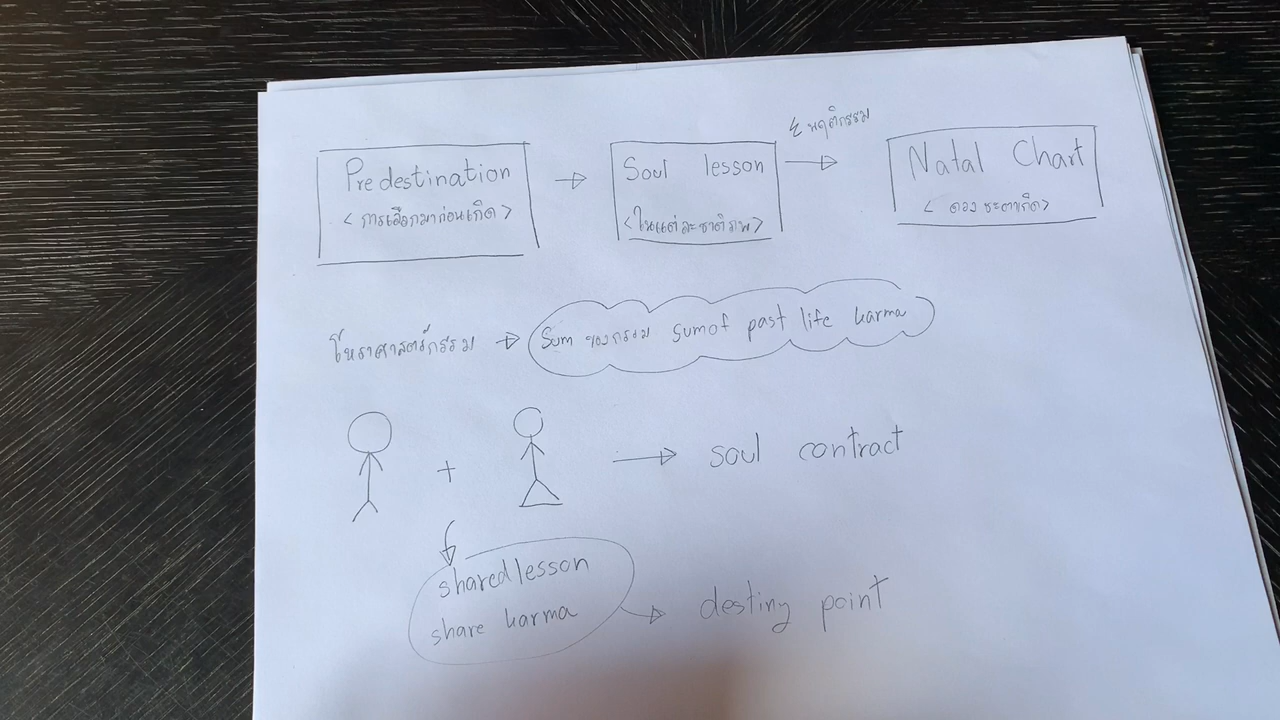 Σ พฤติกรรม
Predestination
<การเลือกมาก่อนเกิด>
Soul lesson
<ในแต่ละชาติภพ>
Natal Chart
<ดวงชะตาเกิด>
โหราศาสตร์กรรม
Sum ของกรรม sum of past life karma
+
soul contract
shared lesson
share karma
destiny point